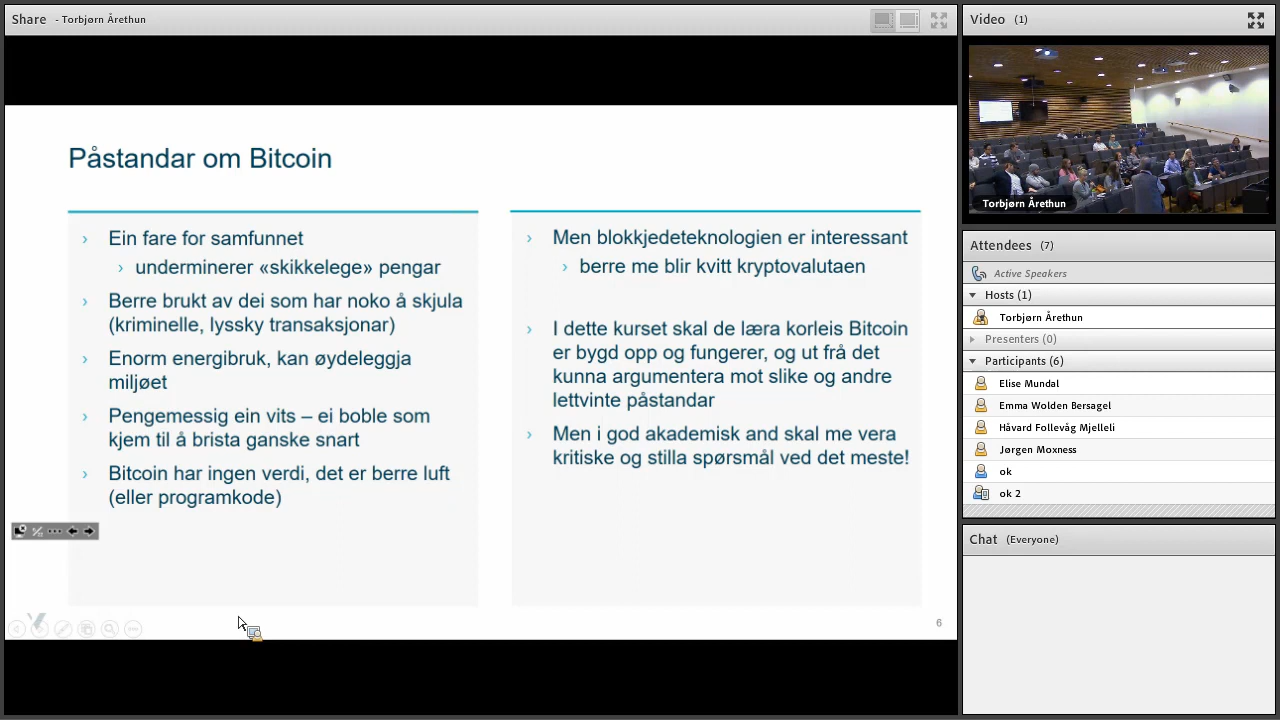 Share - Torbjørn Årethun
Påstandar om Bitcoin
› Ein fare for samfunnet
› underminerer «skikkelege» pengar
› Berre brukt av dei som har noko å skjula
(kriminelle, lyssky transaksjonar)
› Enorm energibruk, kan øydeleggja
miljøet
› Pengemessig ein vits – ei boble som
kjem til å brista ganske snart
› Bitcoin har ingen verdi, det er berre luft
(eller programkode)
› Men blokkjedeteknologien er interessant
› berre me blir kvitt kryptovalutaen
› I dette kurset skal de læra korleis Bitcoin
er bygd opp og fungerer, og ut frå det
kunna argumentera mot slike og andre
lettvinte påstandar
› Men i god akademisk and skal me vera
kritiske og stilla spørsmål ved det meste!
6
Video (1)
Torbjørn Årethun
Attendees (7)
Active Speakers
Hosts (1)
Torbjørn Årethun
Presenters (0)
Participants (6)
Elise Mundal
Emma Wolden Bersagel
Håvard Follevåg Mjelleli
Jørgen Moxness
ok
ok 2
Chat (Everyone)